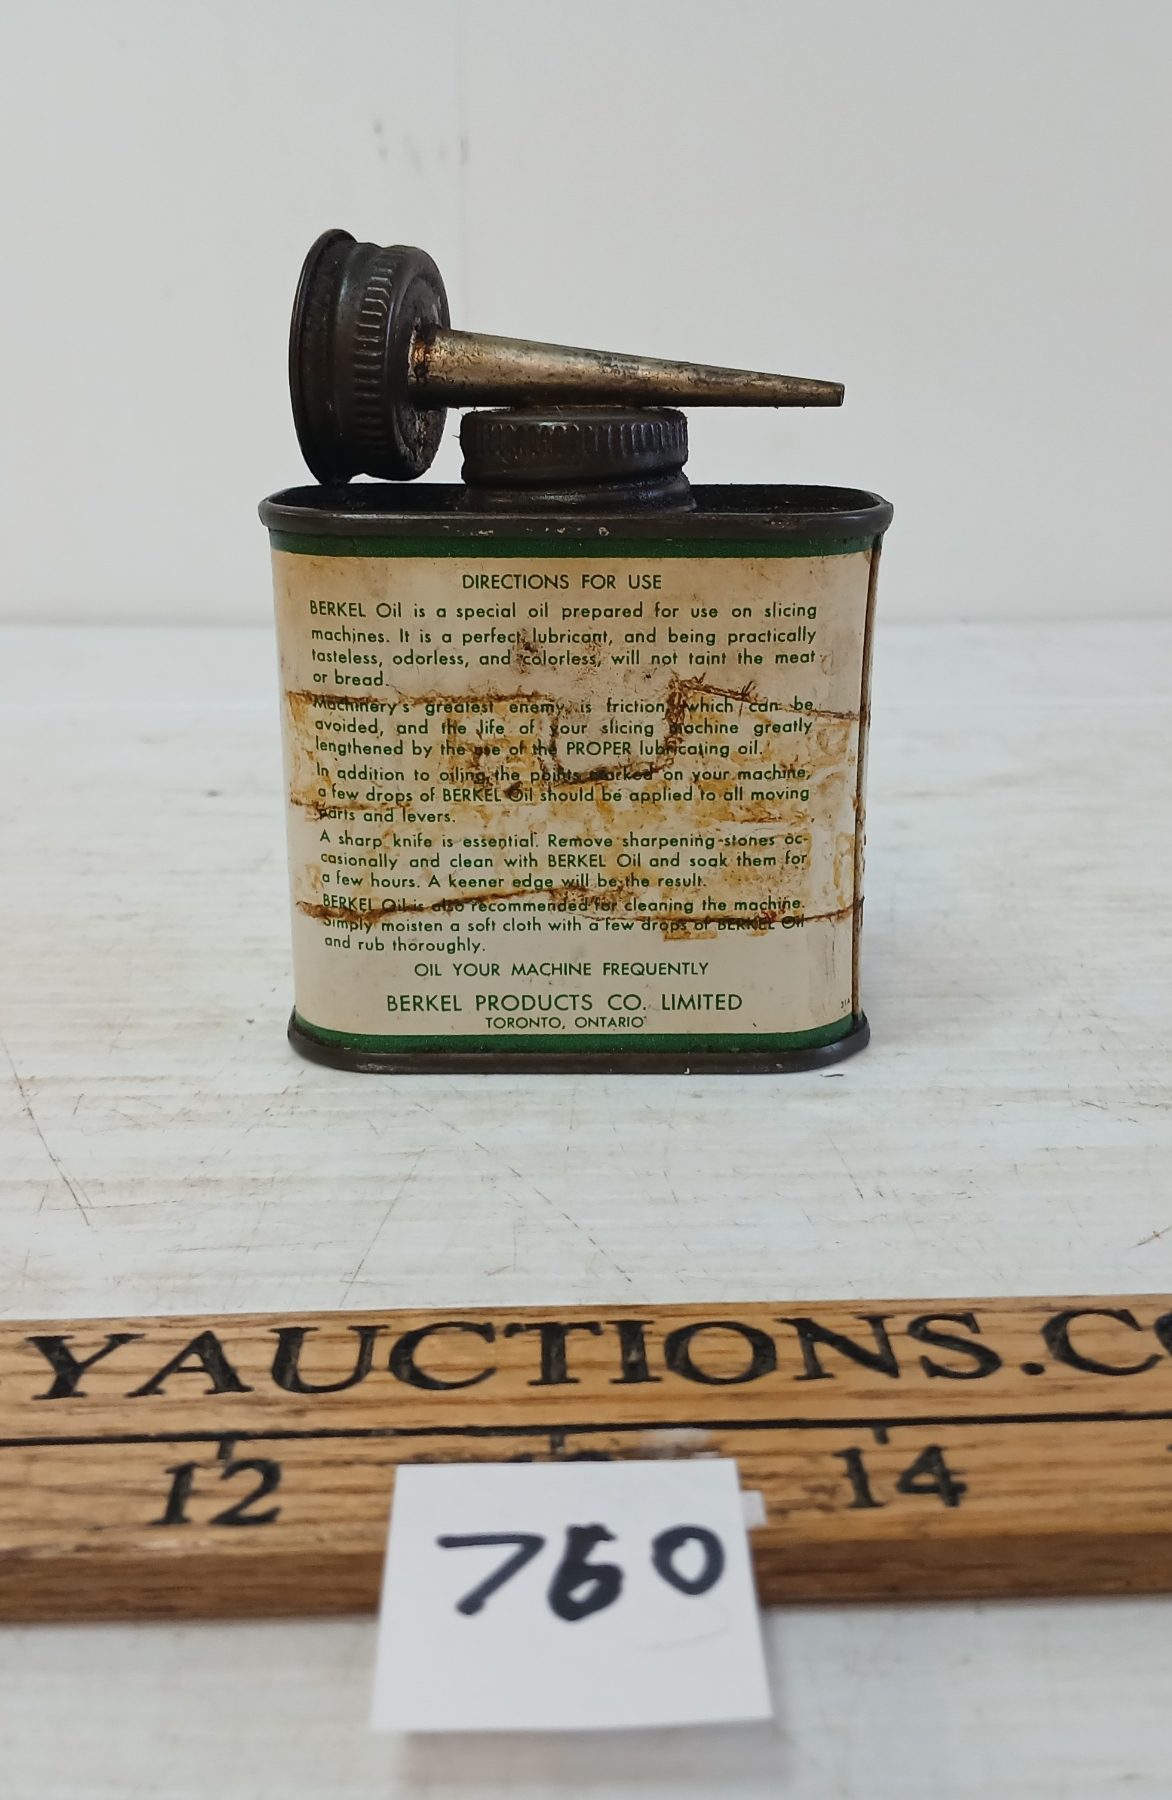 DIRECTIONS FOR USE
BERKEL Oil is a special oil prepared for use on slicing
machines. It is a perfect lubricant, and being practically
tasteless, odorless, and colorless, will not taint the meat
or bread.
Machinery's greatest enemy is friction, which can be
avoided, and the life of your slicing machine greatly
lengthened by the use of the PROPER lubricating oil.
In addition to oiling the points marked on your machine,
a few drops of BERKEL Oil should be applied to all moving
parts and levers.
A sharp knife is essential. Remove sharpening-stones oc-
casionally and clean with BERKEL Oil and soak them for
a few hours. A keener edge will be the result.
BERKEL Oil is also recommended for cleaning the machine.
Simply moisten a soft cloth with a few drops of BERKEL Oil
and rub thoroughly.
OIL YOUR MACHINE FREQUENTLY
BERKEL PRODUCTS CO. LIMITED
TORONTO, ONTARIO
YAUCTIONS.CO
12 14
760